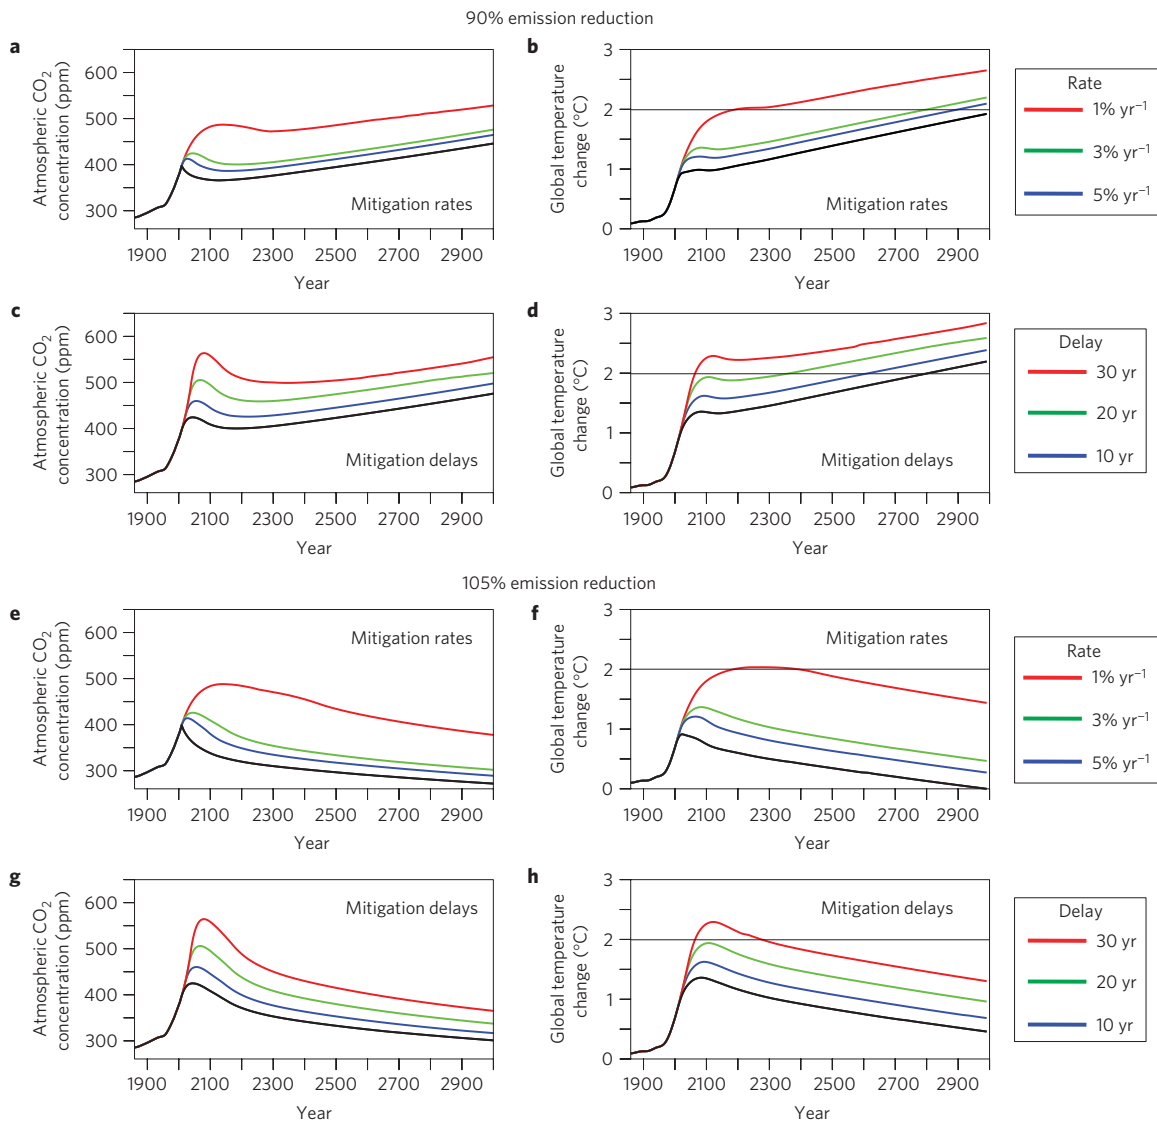 90% emission reduction
a
Atmospheric CO₂
concentration (ppm)
600
500
400
300
Mitigation rates
1900 2100 2300 2500 2700 2900
Year
b
Global temperature
change (°C)
3
2
1
0
Mitigation rates
1900 2100 2300 2500 2700 2900
Year
Rate
1% yr⁻¹
3% yr⁻¹
5% yr⁻¹
c
Atmospheric CO₂
concentration (ppm)
600
500
400
300
Mitigation delays
1900 2100 2300 2500 2700 2900
Year
d
Global temperature
change (°C)
3
2
1
0
Mitigation delays
1900 2100 2300 2500 2700 2900
Year
Delay
30 yr
20 yr
10 yr
105% emission reduction
e
Atmospheric CO₂
concentration (ppm)
600
500
400
300
Mitigation rates
1900 2100 2300 2500 2700 2900
Year
f
Global temperature
change (°C)
3
2
1
0
Mitigation rates
1900 2100 2300 2500 2700 2900
Year
Rate
1% yr⁻¹
3% yr⁻¹
5% yr⁻¹
g
Atmospheric CO₂
concentration (ppm)
600
500
400
300
Mitigation delays
1900 2100 2300 2500 2700 2900
Year
h
Global temperature
change (°C)
3
2
1
0
Mitigation delays
1900 2100 2300 2500 2700 2900
Year
Delay
30 yr
20 yr
10 yr